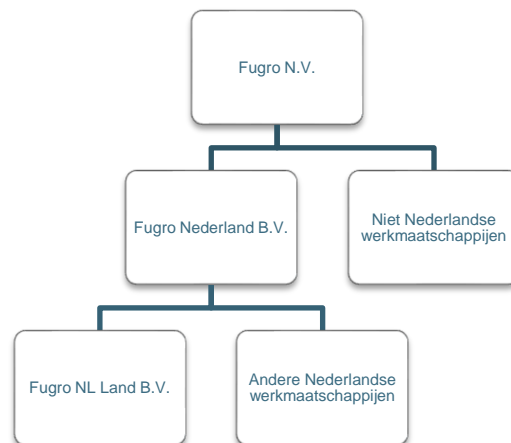 Fugro N.V.
Fugro Nederland B.V.
Niet Nederlandse
werkmaatschappijen
Fugro NL Land B.V.
Andere Nederlandse
werkmaatschappijen